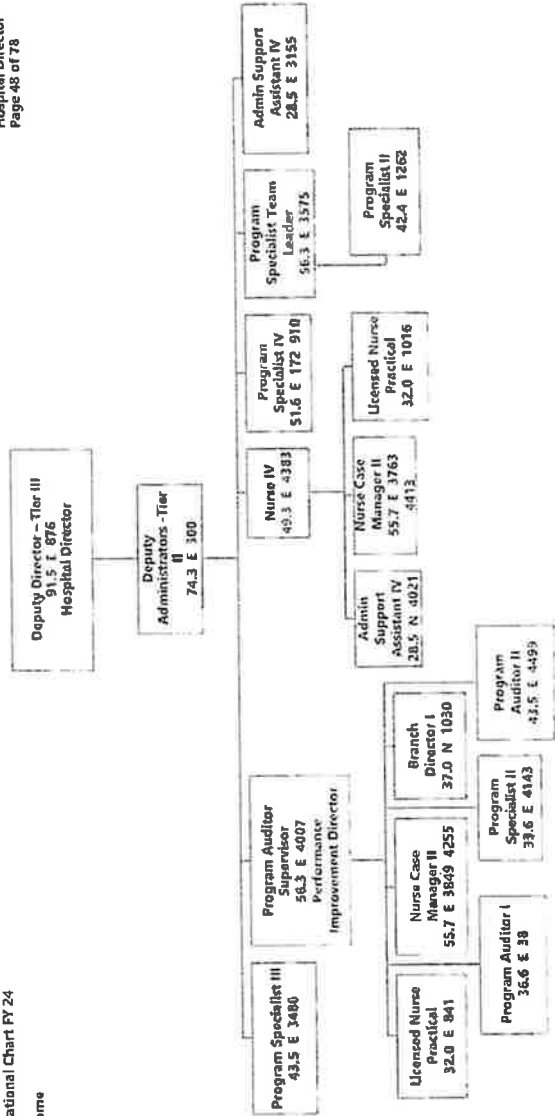 ational Chart FY 24
ome
Hospital Director
Page 48 of 78
Deputy Director – Tier III
91.5 E 876
Hospital Director
Deputy
Administrators -Tier
II
74.3 E 300
Program Specialist III
43.5 E 3480
Program Auditor
Supervisor
56.3 E 4007
Performance
Improvement Director
Nurse IV
49.3 E 4383
Program
Specialist IV
51.6 E 172 910
Program
Specialist Team
Leader
56.3 E 3575
Admin Support
Assistant IV
28.5 E 3155
Licensed Nurse
Practical
32.0 E 841
Nurse Case
Manager II
55.7 E 3849 4255
Branch
Director I
37.0 N 1030
Program Auditor I
36.6 E 38
Program
Specialist II
E 4143
Program
Auditor II
43.5 E 4499
Admin
Support
Assistant IV
28.5 N 4021
Nurse Case
Manager II
55.7 E 3763
4413
Licensed Nurse
Practical
32.0 E 1016
Program
Specialist II
42.4 E 1262